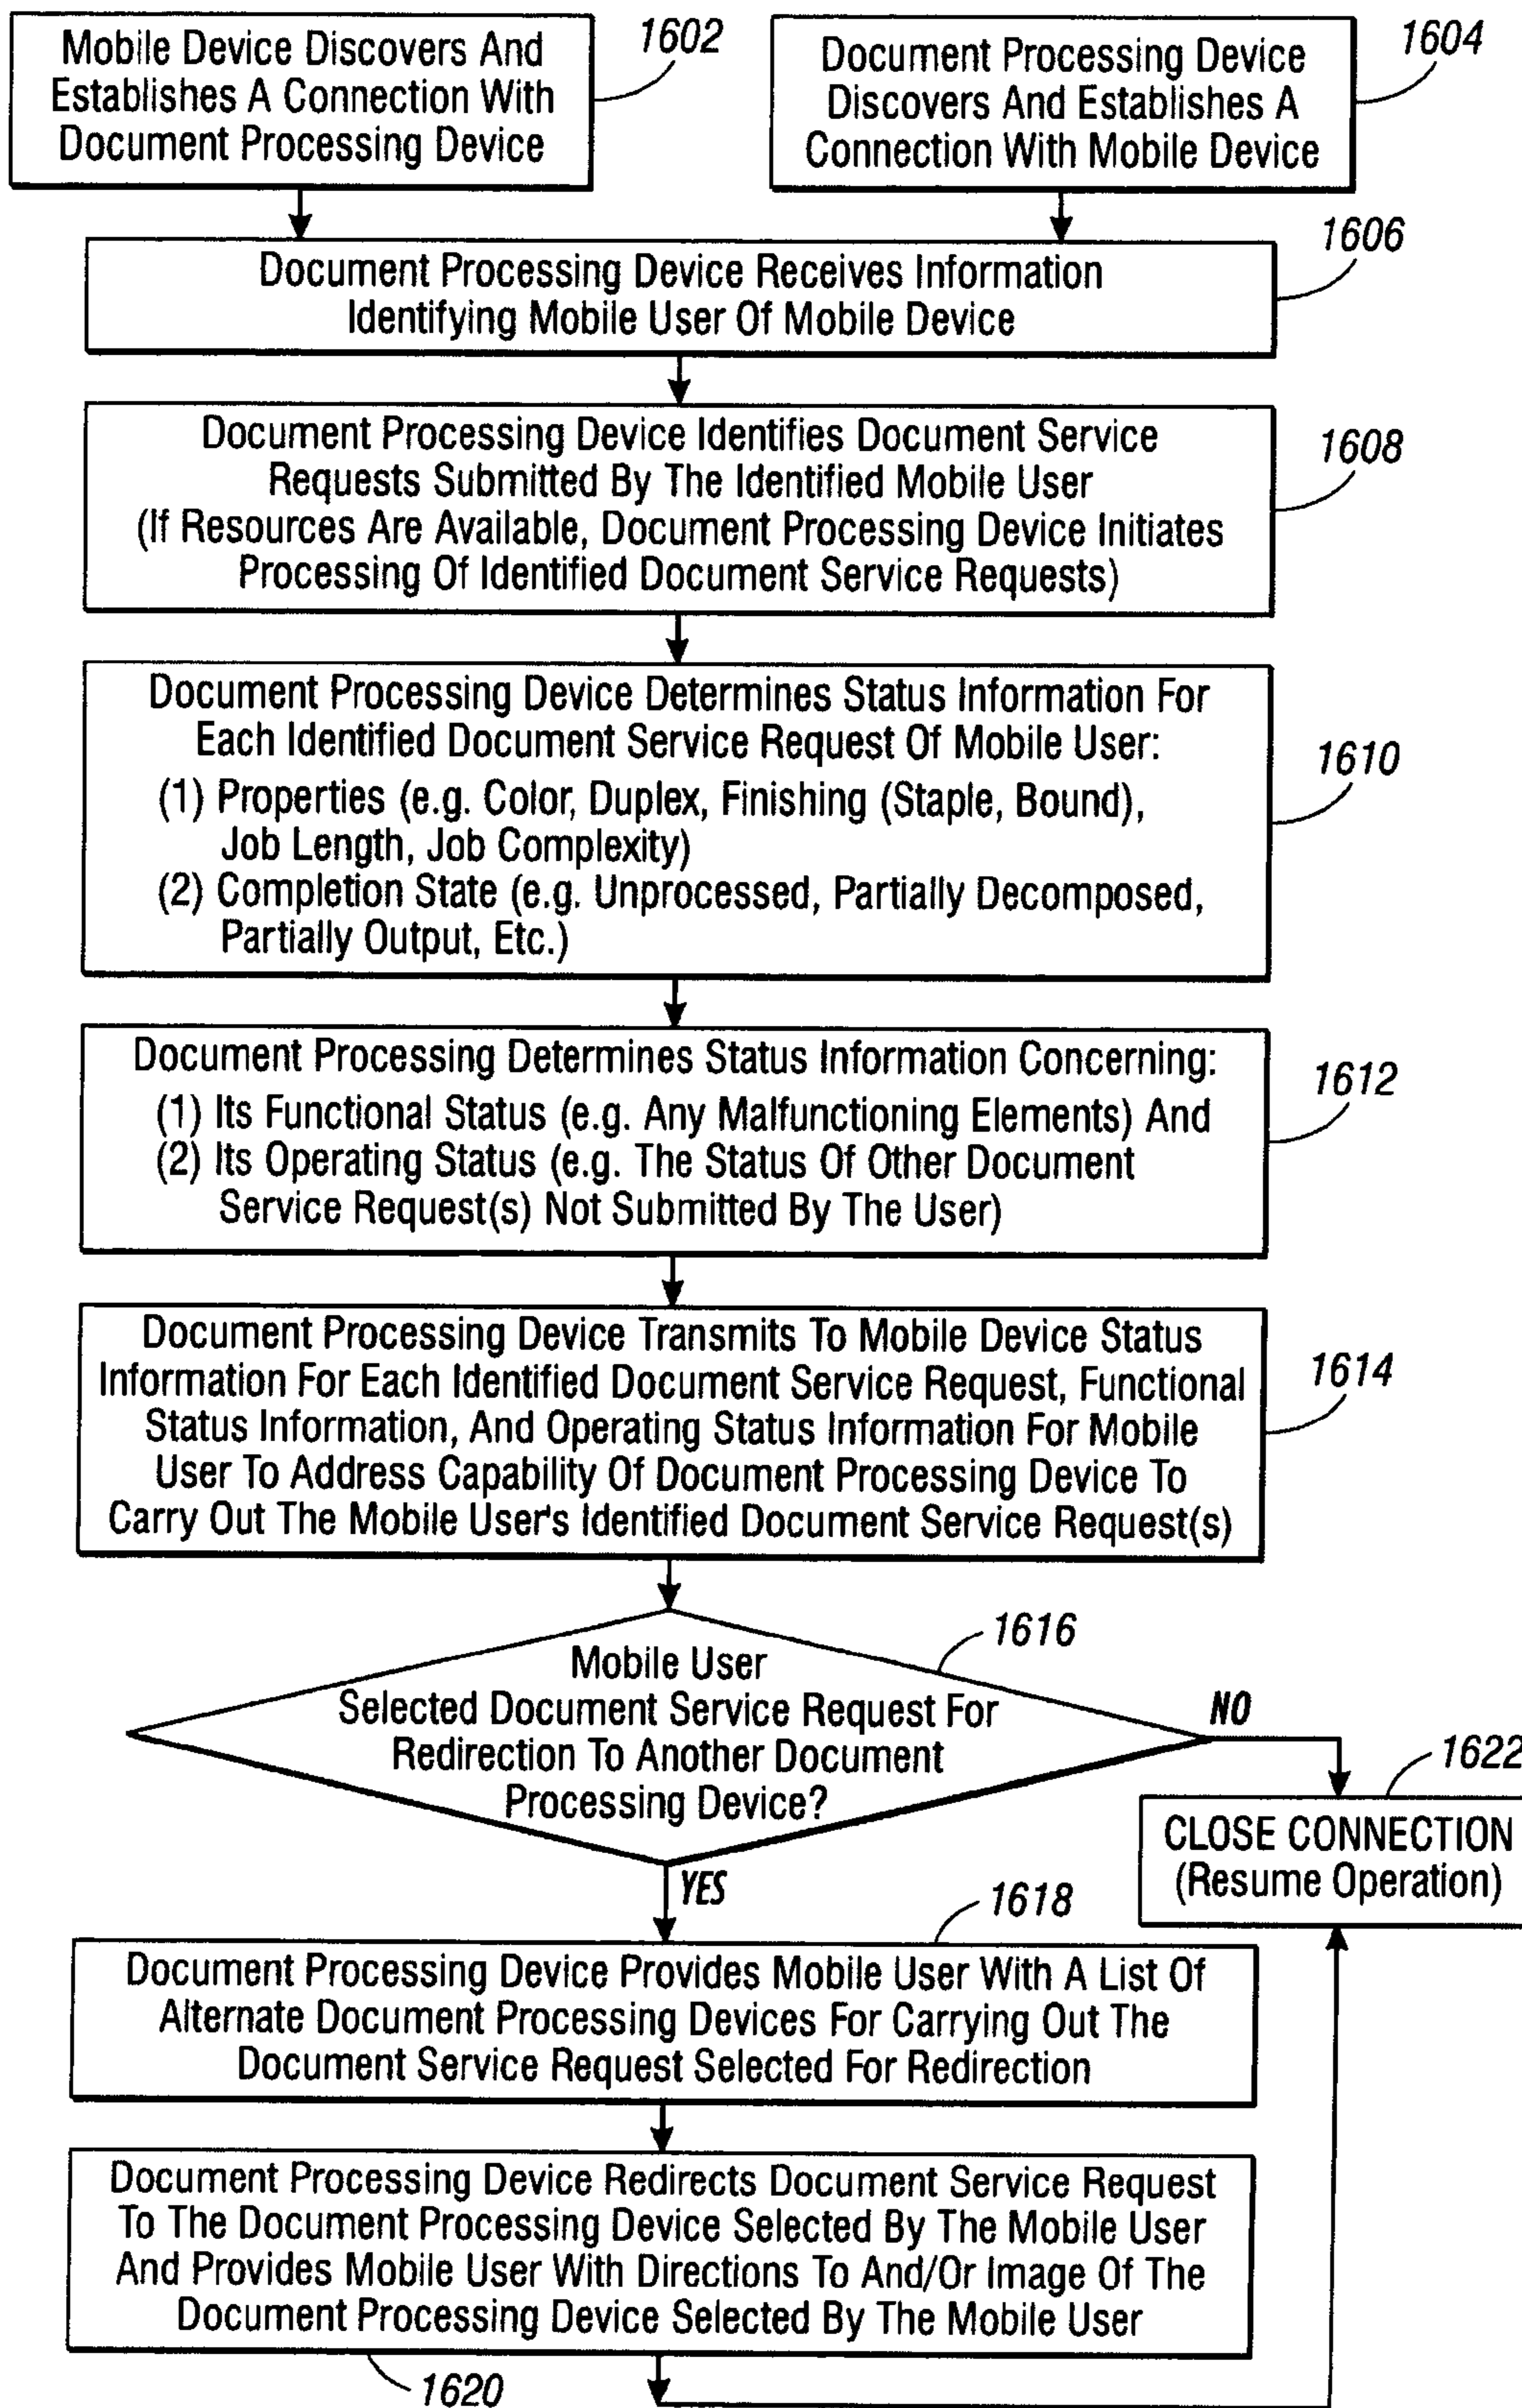 Mobile Device Discovers And
Establishes A Connection With
Document Processing Device
1602
Document Processing Device
Discovers And Establishes A
Connection With Mobile Device
1604
Document Processing Device Receives Information
Identifying Mobile User Of Mobile Device
1606
Document Processing Device Identifies Document Service
Requests Submitted By The Identified Mobile User
(If Resources Are Available, Document Processing Device Initiates
Processing Of Identified Document Service Requests)
1608
Document Processing Device Determines Status Information For
Each Identified Document Service Request Of Mobile User:
(1) Properties (e.g. Color, Duplex, Finishing (Staple, Bound),
Job Length, Job Complexity)
(2) Completion State (e.g. Unprocessed, Partially Decomposed,
Partially Output, Etc.)
1610
Document Processing Determines Status Information Concerning:
(1) Its Functional Status (e.g. Any Malfunctioning Elements) And
(2) Its Operating Status (e.g. The Status Of Other Document
Service Request(s) Not Submitted By The User)
1612
Document Processing Device Transmits To Mobile Device Status
Information For Each Identified Document Service Request, Functional
Status Information, And Operating Status Information For Mobile
User To Address Capability Of Document Processing Device To
Carry Out The Mobile User's Identified Document Service Request(s)
1614
Mobile User
Selected Document Service Request For
Redirection To Another Document
Processing Device?
1616
NO
YES
CLOSE CONNECTION
(Resume Operation)
1622
Document Processing Device Provides Mobile User With A List Of
Alternate Document Processing Devices For Carrying Out The
Document Service Request Selected For Redirection
1618
Document Processing Device Redirects Document Service Request
To The Document Processing Device Selected By The Mobile User
And Provides Mobile User With Directions To And/Or Image Of The
Document Processing Device Selected By The Mobile User
1620